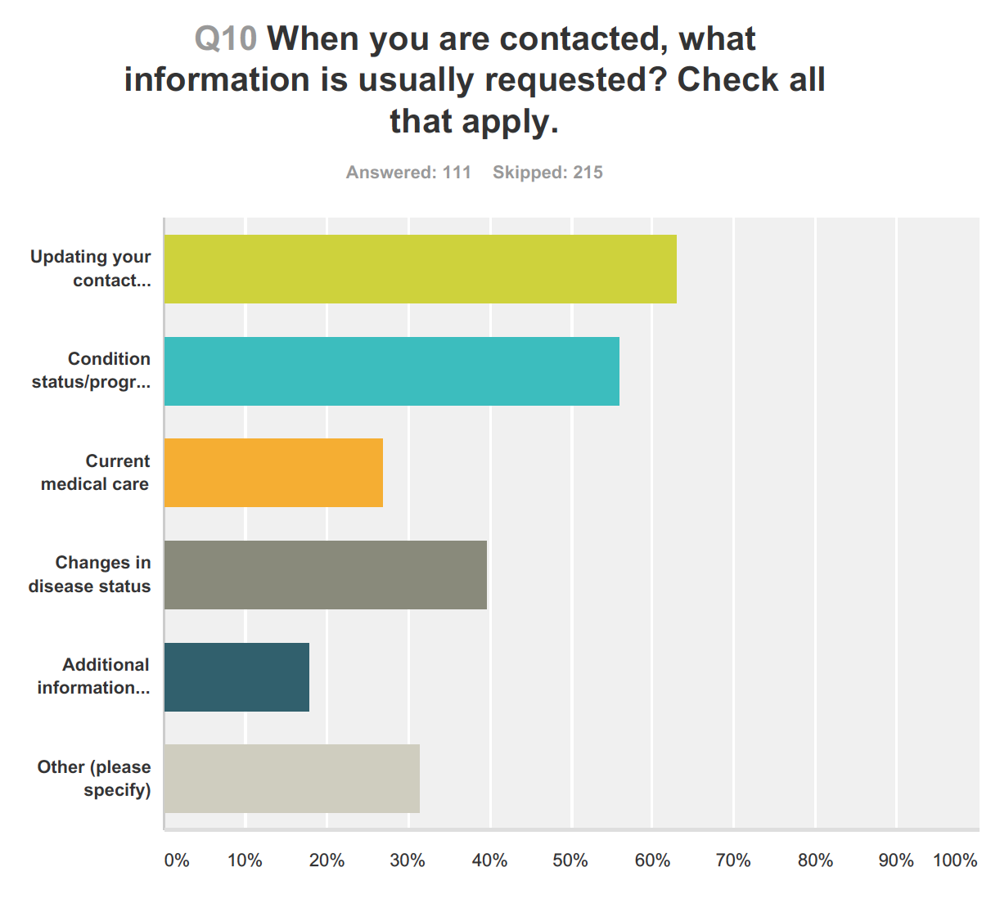 Q10 When you are contacted, what
information is usually requested? Check all
that apply.
Answered: 111 Skipped: 215
Updating your
contact...
Condition
status/progr...
Current
medical care
Changes in
disease status
Additional
information...
Other (please
specify)
0% 10% 20% 30% 40% 50% 60% 70% 80% 90% 100%